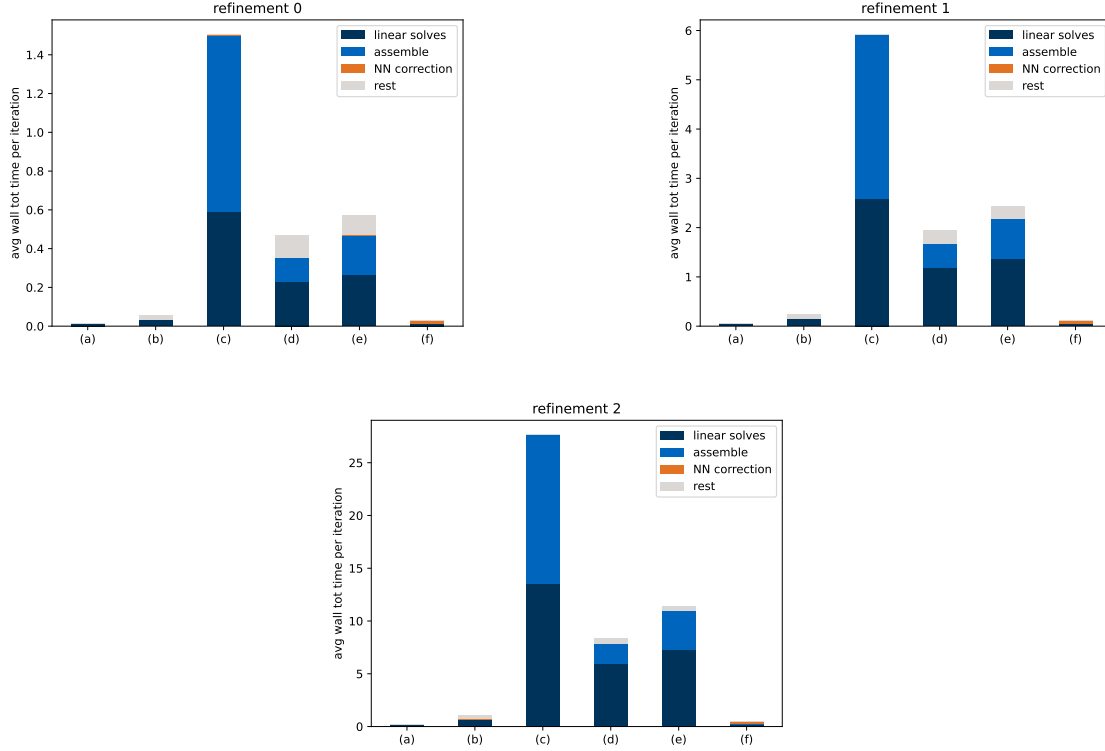 refinement 0
avg wall tot time per iteration
1.4
1.2
1.0
0.8
0.6
0.4
0.2
0.0
(a) (b) (c) (d) (e) (f)
linear solves
assemble
NN correction
rest
refinement 1
avg wall tot time per iteration
6
5
4
3
2
1
0
(a) (b) (c) (d) (e) (f)
linear solves
assemble
NN correction
rest
refinement 2
avg wall tot time per iteration
25
20
15
10
5
0
(a) (b) (c) (d) (e) (f)
linear solves
assemble
NN correction
rest